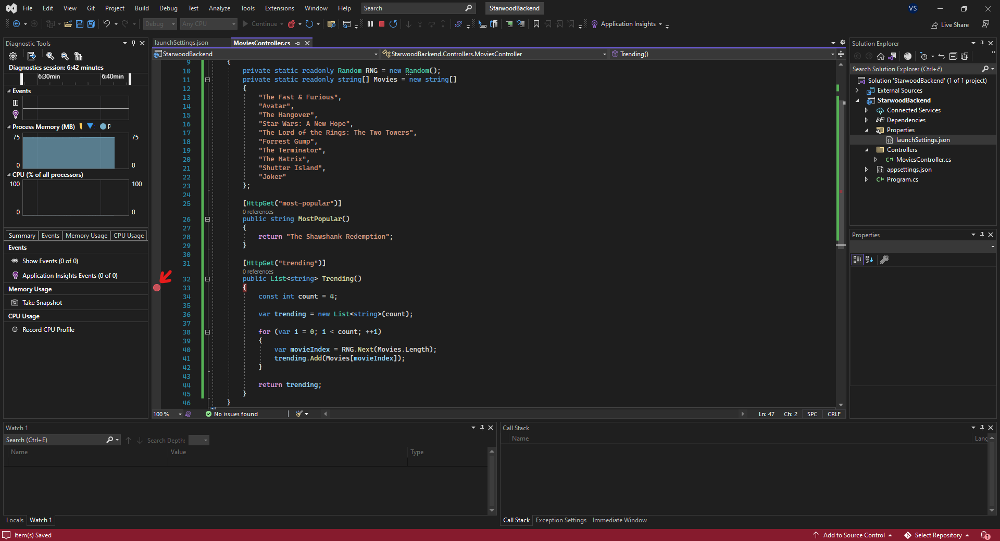 File Edit View Git Project Build Debug Test Analyze Tools Extensions Window Help Search StarwoodBackend VS
Debug Any CPU Continue Application Insights Live Share
Diagnostic Tools
Diagnostics session: 6:42 minutes
6:30min 6:40min
Events
Process Memory (MB) P
75 75
0 0
CPU (% of all processors)
100 100
0 0
Summary Events Memory Usage CPU Usage
Events
Show Events (0 of 0)
Application Insights Events (0 of 0)
Memory Usage
Take Snapshot
CPU Usage
Record CPU Profile
launchSettings.json MoviesController.cs
StarwoodBackend StarwoodBackend.Controllers.MoviesController Trending()
9 {
10 private static readonly Random RNG = new Random();
11 private static readonly string[] Movies = new string[]
12 {
13 "The Fast & Furious",
14 "Avatar",
15 "The Hangover",
16 "Star Wars: A New Hope",
17 "The Lord of the Rings: The Two Towers",
18 "Forrest Gump",
19 "The Terminator",
20 "The Matrix",
21 "Shutter Island",
22 "Joker"
23 };
24
25 [HttpGet("most-popular")]
0 references
26 public string MostPopular()
27 {
28 return "The Shawshank Redemption";
29 }
30
31 [HttpGet("trending")]
0 references
32 public List<string> Trending()
33 {
34 const int count = 4;
35
36 var trending = new List<string>(count);
37
38 for (var i = 0; i < count; ++i)
39 {
40 var movieIndex = RNG.Next(Movies.Length);
41 trending.Add(Movies[movieIndex]);
42 }
43
44 return trending;
45 }
46 }
100 % No issues found Ln: 47 Ch: 2 SPC CRLF
Solution Explorer
Search Solution Explorer (Ctrl+č)
Solution 'StarwoodBackend' (1 of 1 project)
External Sources
StarwoodBackend
Connected Services
Dependencies
Properties
launchSettings.json
Controllers
C# MoviesController.cs
appsettings.json
C# Program.cs
Properties
Watch 1
Search (Ctrl+E) Search Depth:
Name Value Type
Locals Watch 1
Call Stack
Name Lang
Call Stack Exception Settings Immediate Window
Item(s) Saved Add to Source Control Select Repository 1